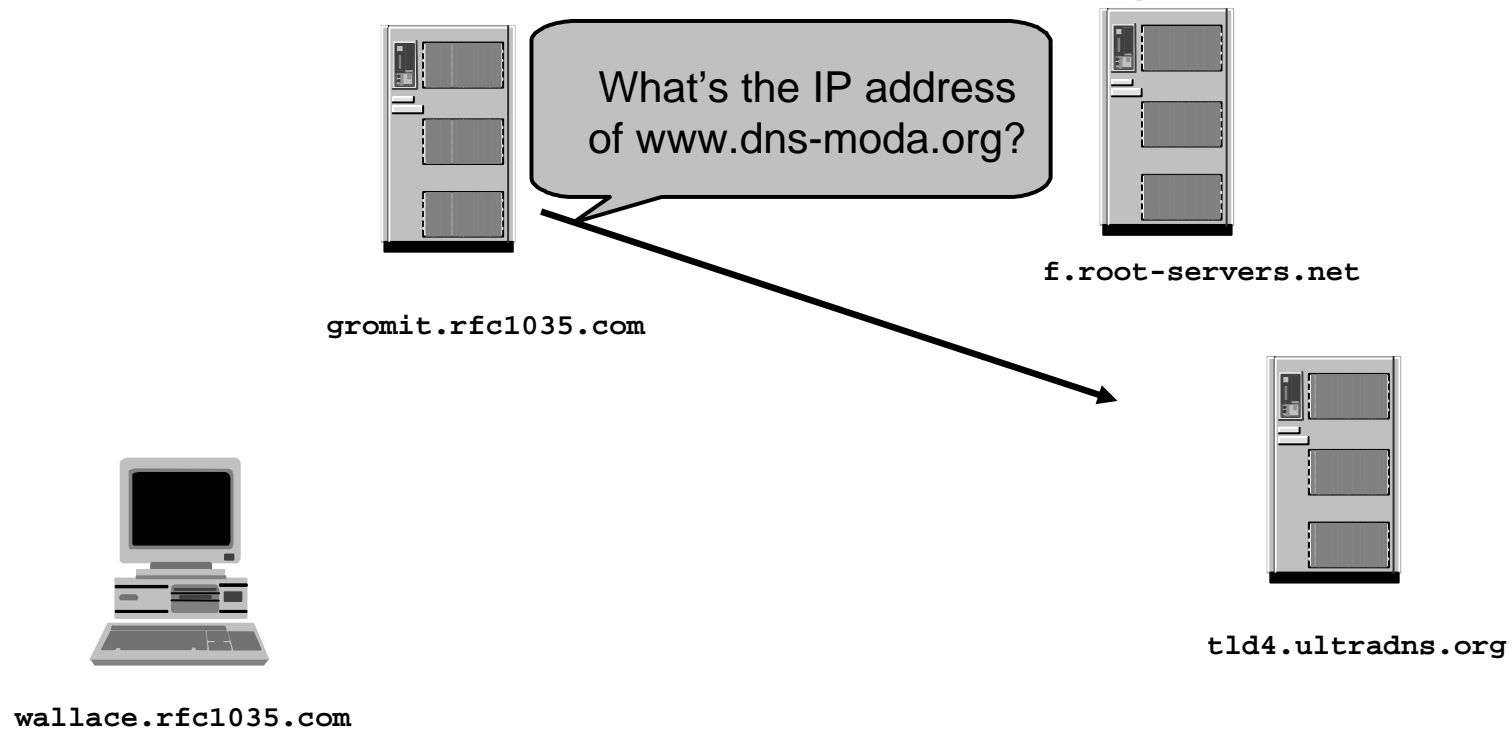 What’s the IP address
of www.dns-moda.org?
f.root-servers.net
gromit.rfc1035.com
tld4.ultradns.org
wallace.rfc1035.com